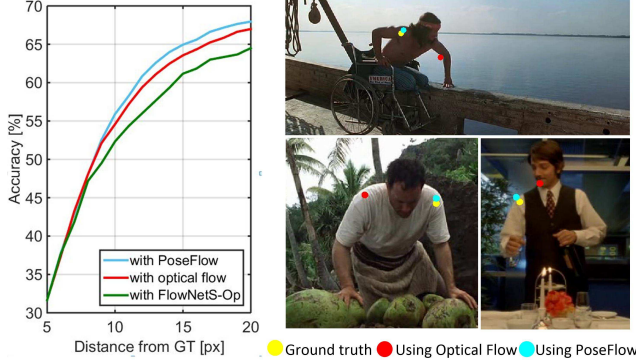 70
65
60
55
50
45
40
35
30
Accuracy [%]
with PoseFlow
with optical flow
with FlowNetS-Op
5
10
15
20
Distance from GT [px]
AMERICA
Ground truth
Using Optical Flow
Using PoseFlow